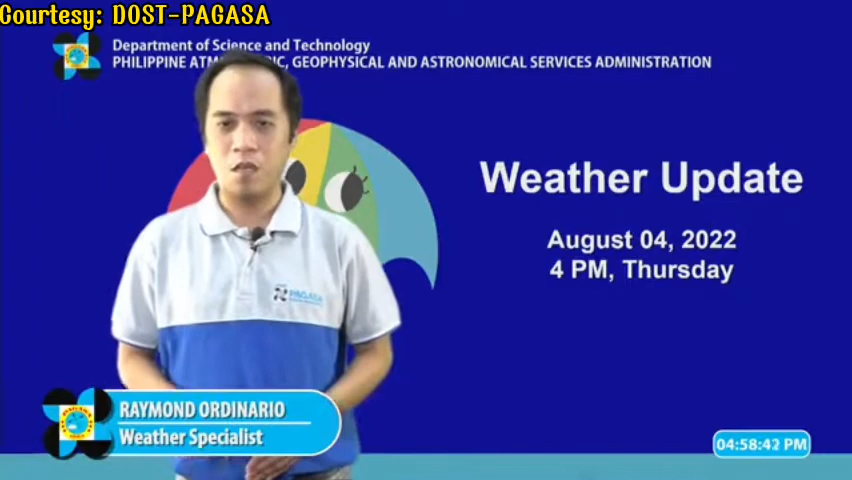 Courtesy: DOST-PAGASA
Department of Science and Technology
PHILIPPINE ATM IC, GEOPHYSICAL AND ASTRONOMICAL SERVICES ADMINISTRATION
Weather Update
August 04, 2022
4 PM, Thursday
PAGASA
RAYMOND ORDINARIO
Weather Specialist
04:58:42 PM